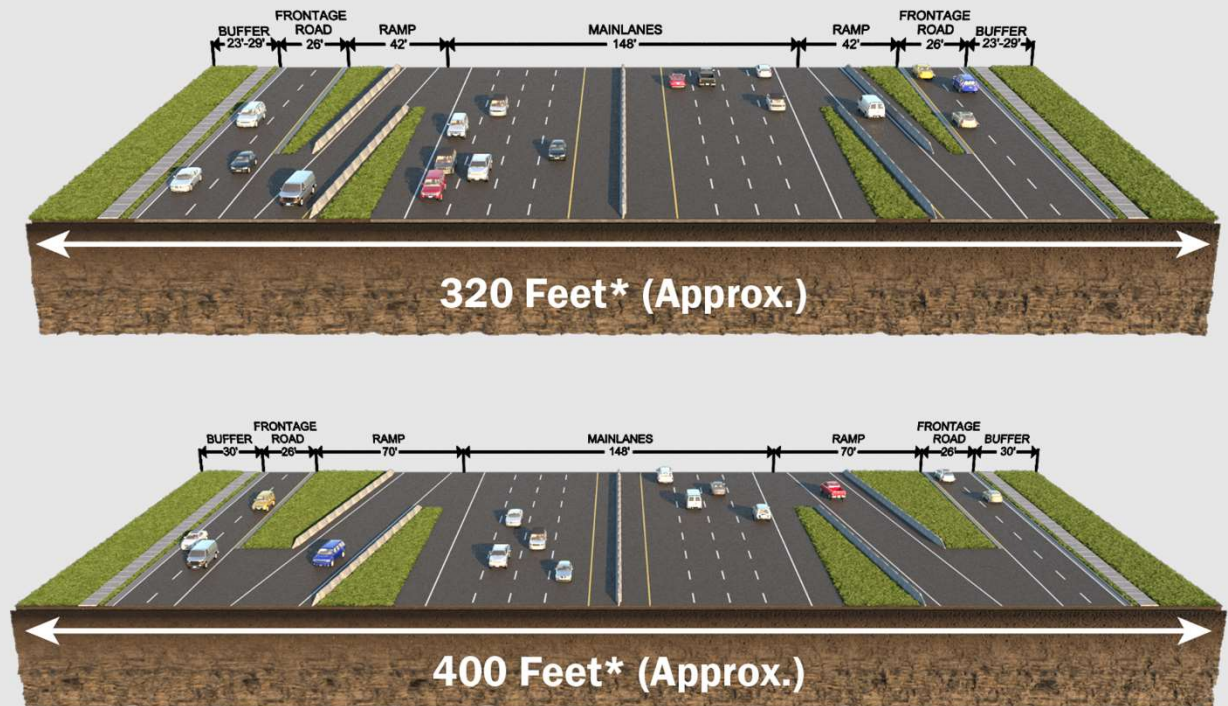 BUFFER
23'-29'
FRONTAGE
ROAD
26'
RAMP
42'
MAINLANES
148'
RAMP
42'
FRONTAGE
ROAD
26'
BUFFER
23'-29'
320 Feet* (Approx.)
BUFFER
30'
FRONTAGE
ROAD
26'
RAMP
70'
MAINLANES
148'
RAMP
70'
FRONTAGE
ROAD
26'
BUFFER
30'
400 Feet* (Approx.)